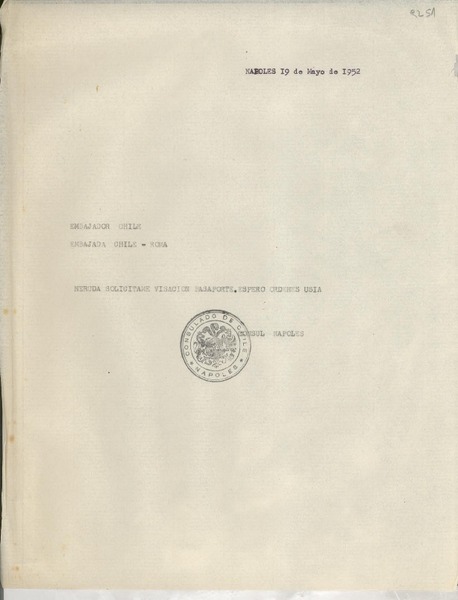 2251
NAPOLES 19 de Mayo de 1952
EMBAJADOR CHILE
EMBAJADA CHILE - ROMA
NERUDA SOLICITAME VISACION PASAPORTE.ESPERO ORDENES USIA
CONSUL NAPOLES
CONSULADO DE CHILE
* NAPOLES *